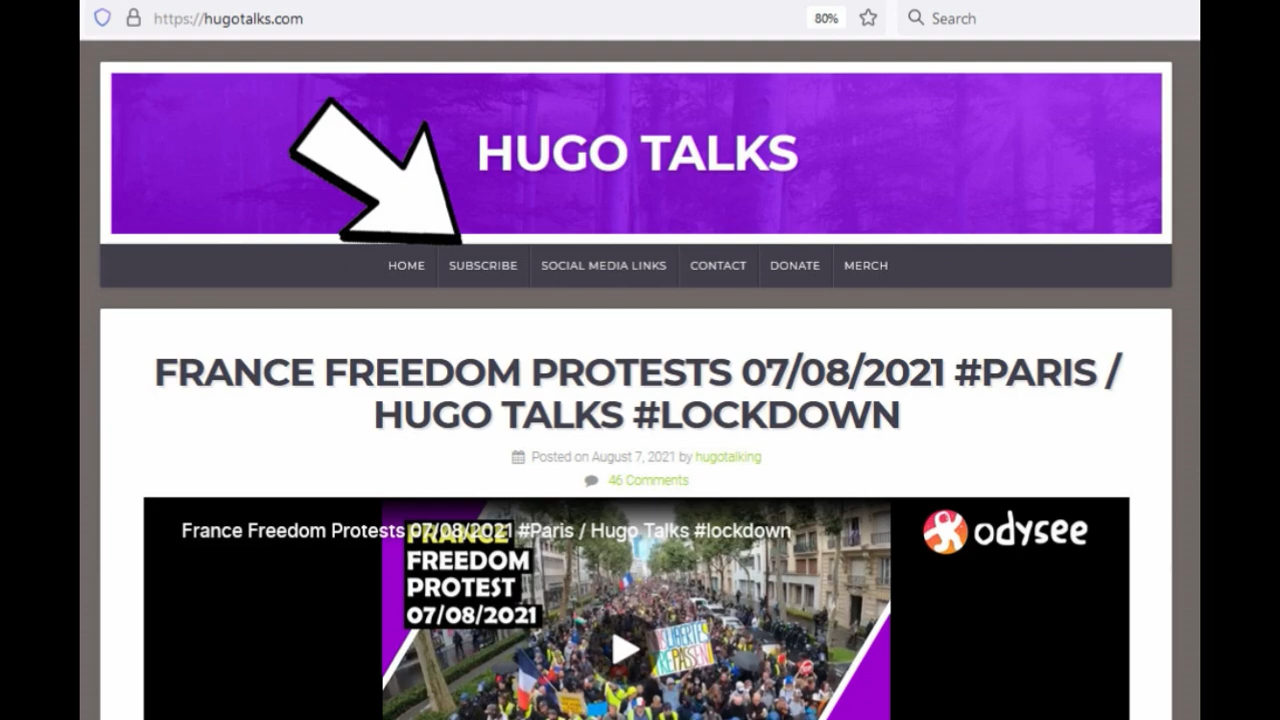 https://hugotalks.com
80%
Search
HUGO TALKS
HOME SUBSCRIBE SOCIAL MEDIA LINKS CONTACT DONATE MERCH
FRANCE FREEDOM PROTESTS 07/08/2021 #PARIS /
HUGO TALKS #LOCKDOWN
Posted on August 7, 2021 by hugotalking
46 Comments
France Freedom Protests 07/08/2021 #Paris / Hugo Talks #lockdown
odysee
FRANCE
FREEDOM
PROTEST
07/08/2021
LIBERTÉS